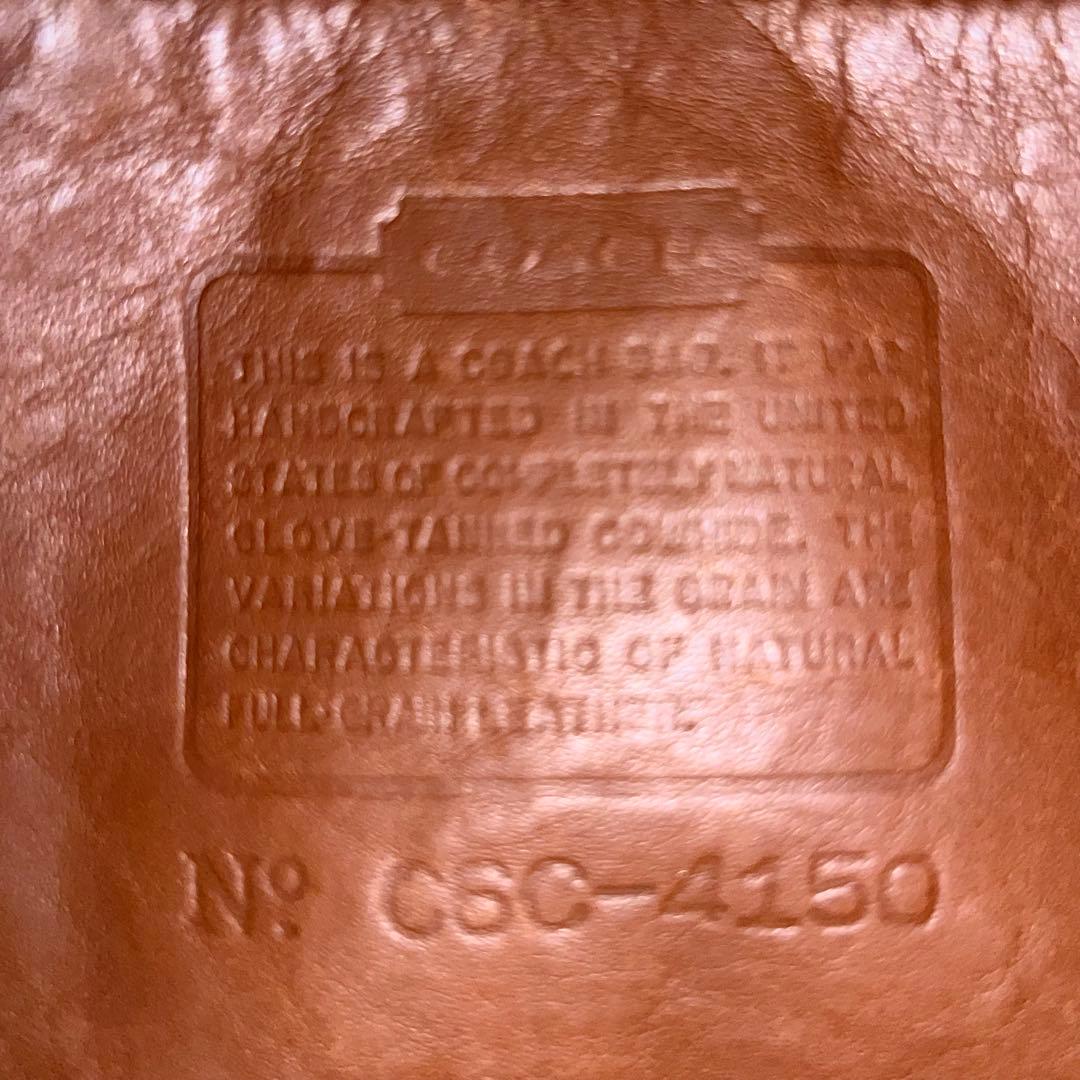 COACH
THIS IS A COACH BAG. IT WAS
HANDCRAFTED IN THE UNITED
STATES OF COMPLETELY NATURAL
GLOVE-TANNED COWHIDE. THE
VARIATIONS IN THE GRAIN ARE
CHARACTERISTIC OF NATURAL
FULL-GRAIN LEATHER.
Nº. C6C-4150